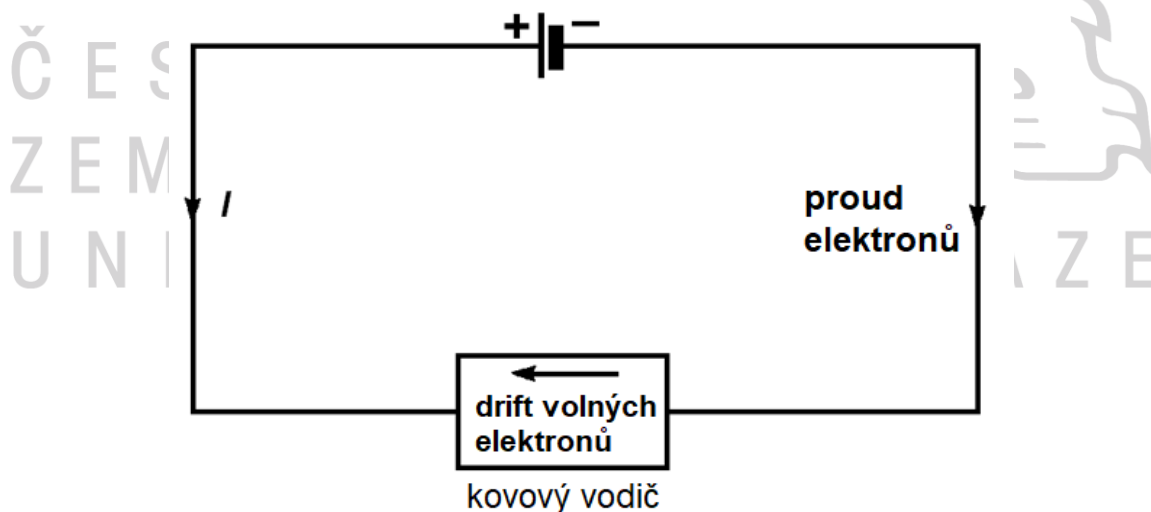 + −
Č E S
Z E M
U N
A Z E
I
proud
elektronů
drift volných
elektronů
kovový vodič